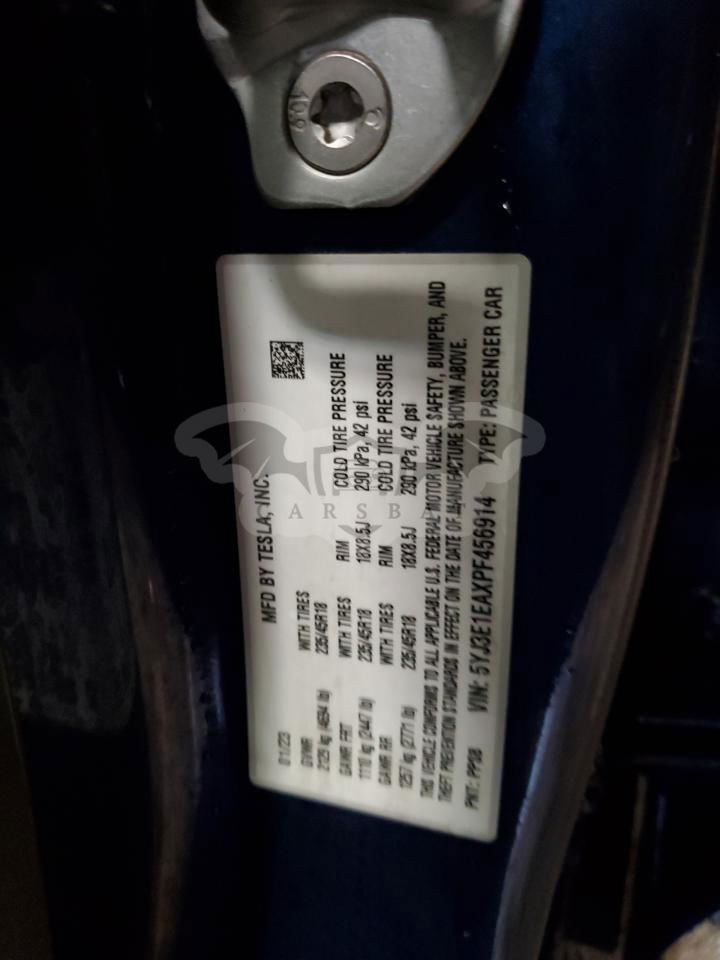 10.9
MFD BY TESLA, INC.
01/23
GVWR WITH TIRES
2129 kg (4694 lb) 235/45R18
GAWR FRT WITH TIRES RIM COLD TIRE PRESSURE
1110 kg (2447 lb) 235/45R18 18X8.5J 290 kPa, 42 psi
GAWR RR WITH TIRES RIM COLD TIRE PRESSURE
1257 kg (2771 lb) 235/45R18 18X8.5J 290 kPa, 42 psi
THIS VEHICLE CONFORMS TO ALL APPLICABLE U.S. FEDERAL MOTOR VEHICLE SAFETY, BUMPER, AND
THEFT PREVENTION STANDARDS IN EFFECT ON THE DATE OF MANUFACTURE SHOWN ABOVE.
PNT: PPSB VIN: 5YJ3E1EAXPF456914 TYPE: PASSENGER CAR